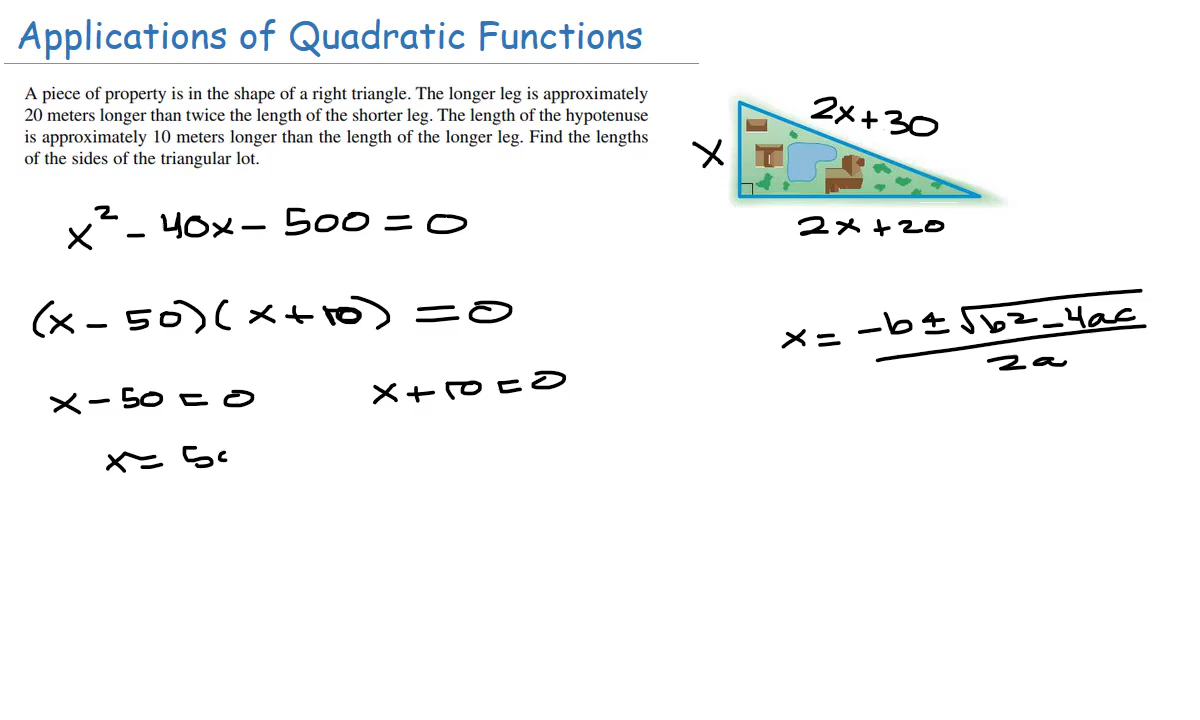 Applications of Quadratic Functions
A piece of property is in the shape of a right triangle. The longer leg is approximately
20 meters longer than twice the length of the shorter leg. The length of the hypotenuse
is approximately 10 meters longer than the length of the longer leg. Find the lengths
of the sides of the triangular lot.
2x+30
x
2x+20
x² - 40x - 500 = 0
(x - 50)(x + 10) = 0
x = -b ± √b² - 4ac
2a
x - 50 = 0 x + 10 = 0
x = 50